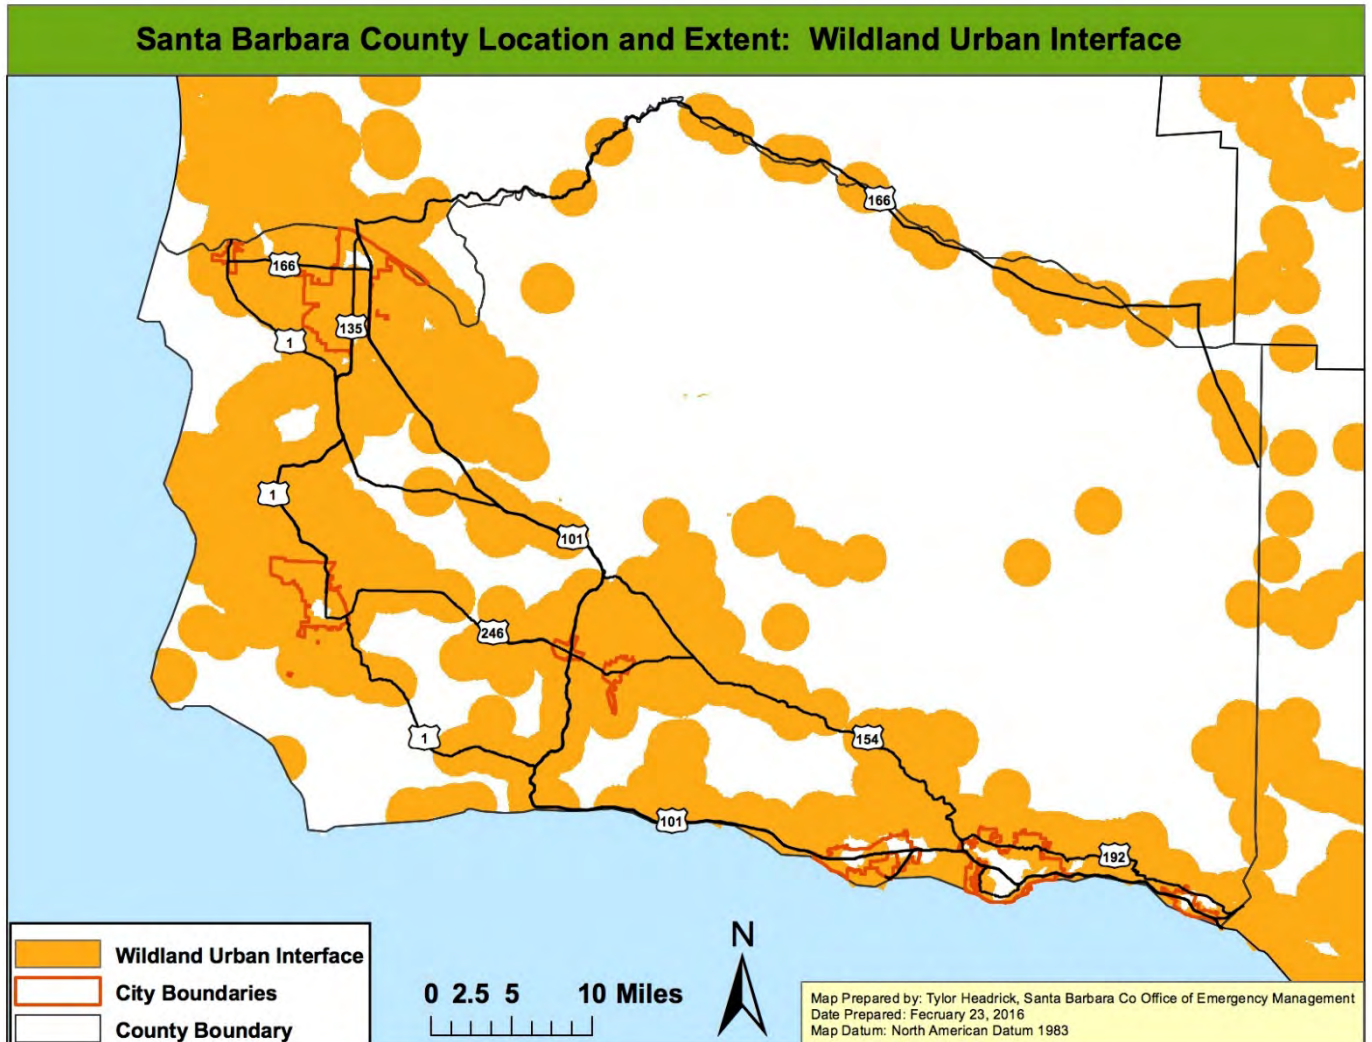 Santa Barbara County Location and Extent:  Wildland Urban Interface
166
166
135
1
1
101
246
1
154
101
192
Wildland Urban Interface
City Boundaries
County Boundary
0 2.5 5 10 Miles
N
Map Prepared by: Tylor Headrick, Santa Barbara Co Office of Emergency Management
Date Prepared: Fecruary 23, 2016
Map Datum: North American Datum 1983